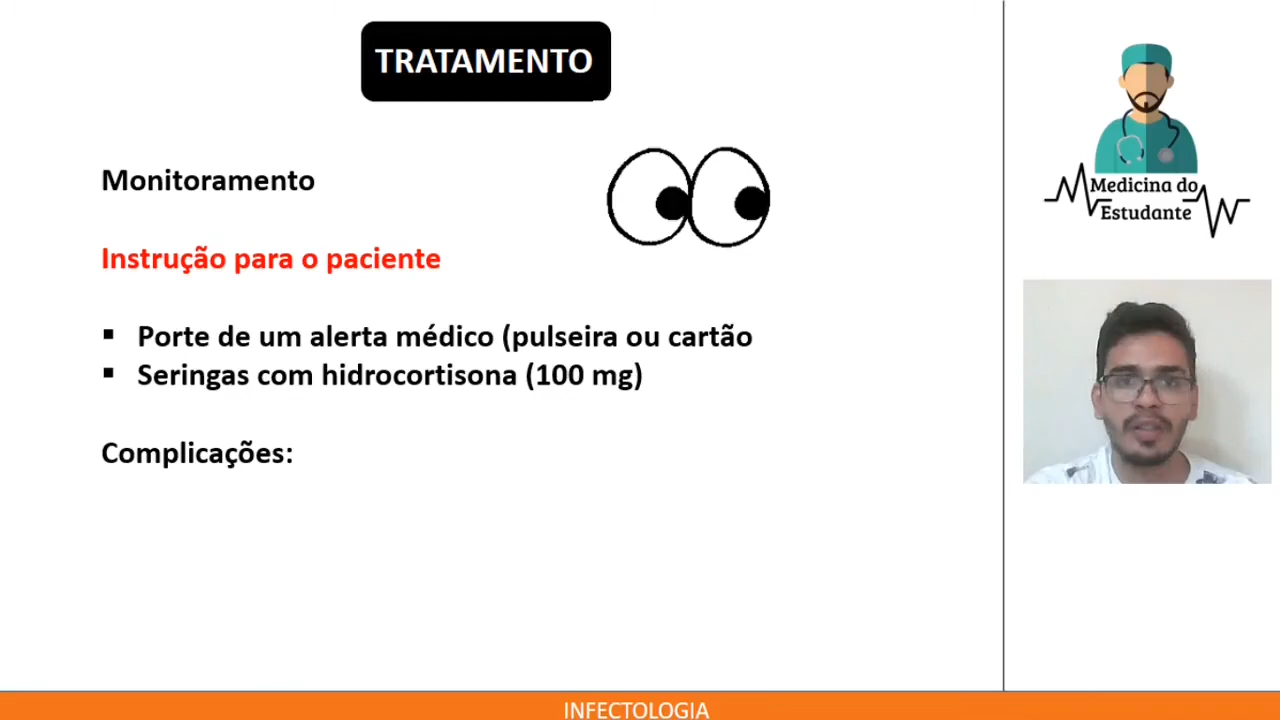 TRATAMENTO
Monitoramento
Instrução para o paciente
▪ Porte de um alerta médico (pulseira ou cartão
▪ Seringas com hidrocortisona (100 mg)
Complicações:
Medicina do
Estudante
INFECTOLOGIA